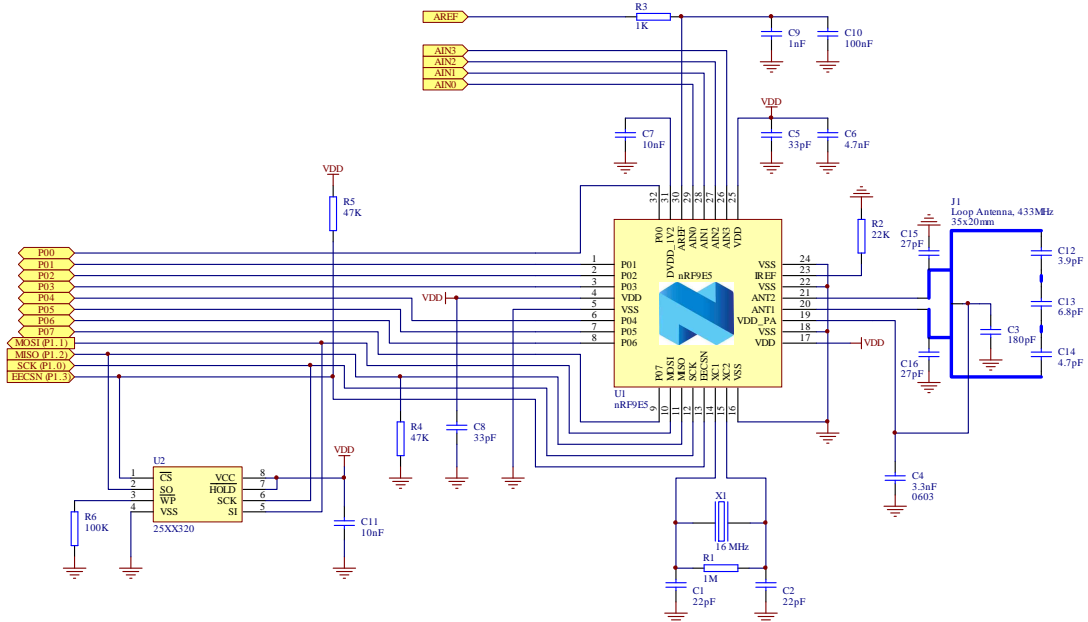 AREF
R3
1K
C9
1nF
C10
100nF
AIN3
AIN2
AIN1
AIN0
VDD
C7
10nF
C5
33pF
C6
4.7nF
VDD
R5
47K
32
31
30
29
28
27
26
25
P00
DVDD_1V2
AREF
AIN0
AIN1
AIN2
AIN3
VDD
R2
22K
J1
Loop Antenna, 433MHz
35x20mm
C15
27pF
C12
3.9pF
P00
P01
P02
P03
P04
P05
P06
P07
MOSI (P1.1)
MISO (P1.2)
SCK (P1.0)
EECSN (P1.3)
VDD
1
2
3
4
5
6
7
8
P01
P02
P03
VDD
VSS
P04
P05
P06
nRF9E5
VSS
IREF
VSS
ANT2
ANT1
VDD_PA
VSS
VDD
24
23
22
21
20
19
18
17
VDD
C13
6.8pF
C3
180pF
C16
27pF
C14
4.7pF
P07
MOSI
MISO
SCK
EECSN
XC1
XC2
VSS
9
10
11
12
13
14
15
16
U1
nRF9E5
R4
47K
C8
33pF
VDD
U2
1
2
3
4
CS
SO
WP
VSS
VCC
HOLD
SCK
SI
8
7
6
5
25XX320
R6
100K
C11
10nF
C4
3.3nF
0603
X1
16 MHz
R1
1M
C1
22pF
C2
22pF